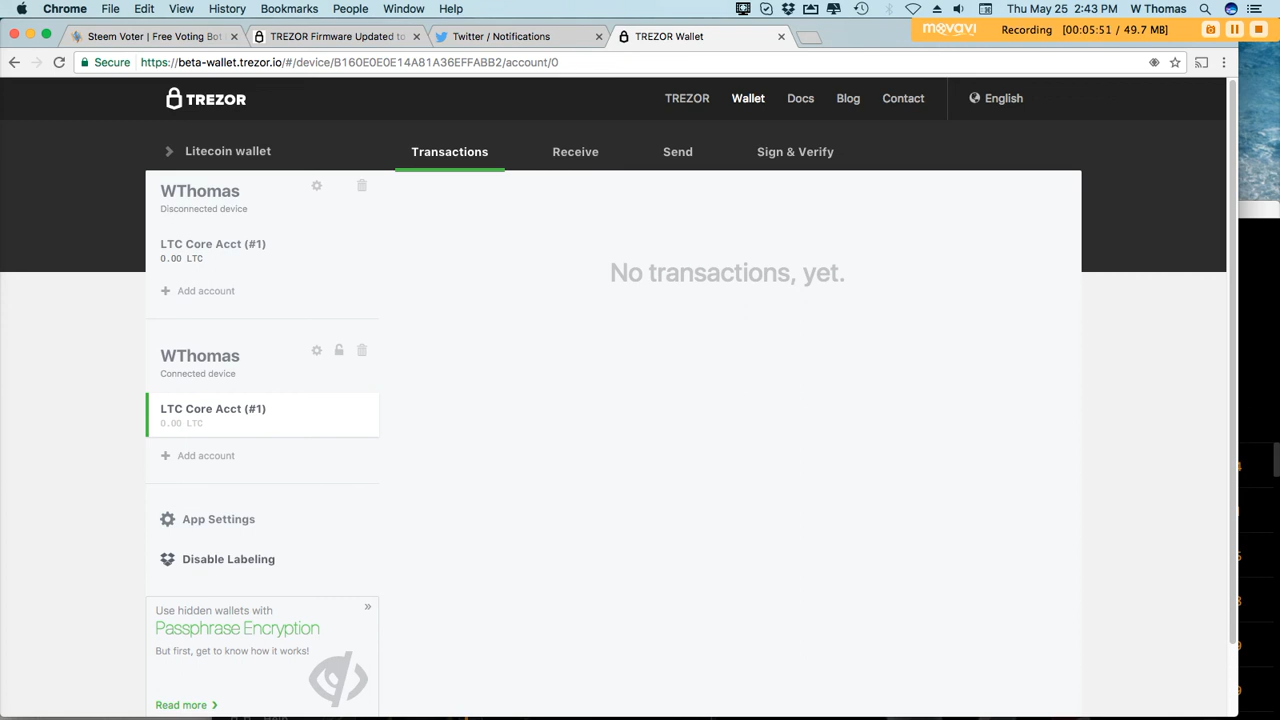 Chrome File Edit View History Bookmarks People Window Help Thu May 25 2:43 PM W Thomas
Steem Voter | Free Voting Bot TREZOR Firmware Updated to Twitter / Notifications TREZOR Wallet
movavi Recording [00:05:51 / 49.7 MB]
Secure https://beta-wallet.trezor.io/#/device/B160E0E0E14A81A36EFFABB2/account/0
TREZOR TREZOR Wallet Docs Blog Contact English
Litecoin wallet Transactions Receive Send Sign & Verify
WThomas
Disconnected device
LTC Core Acct (#1)
0.00 LTC
+ Add account
No transactions, yet.
WThomas
Connected device
LTC Core Acct (#1)
0.00 LTC
+ Add account
App Settings
Disable Labeling
Use hidden wallets with »
Passphrase Encryption
But first, get to know how it works!
Read more